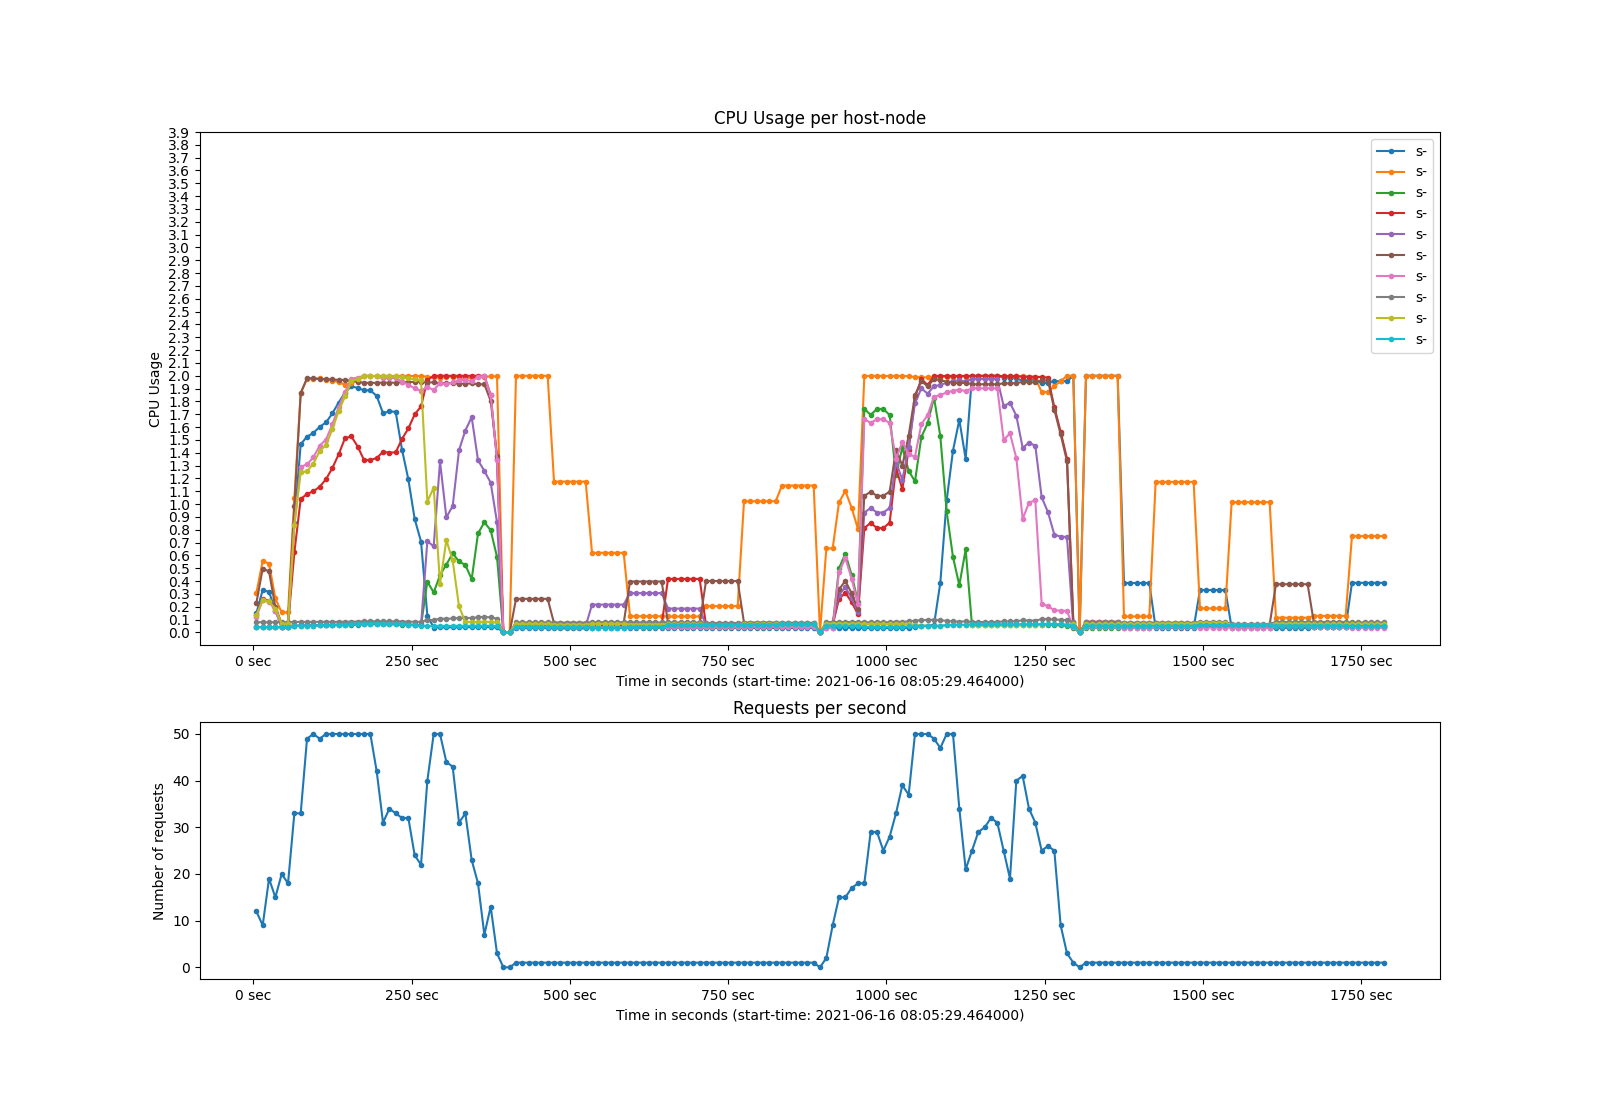 CPU Usage per host-node
3.9
3.8
3.7
3.6
3.5
3.4
3.3
3.2
3.1
3.0
2.9
2.8
2.7
2.6
2.5
2.4
2.3
2.2
2.1
2.0
1.9
1.8
1.7
1.6
1.5
1.4
1.3
1.2
1.1
1.0
0.9
0.8
0.7
0.6
0.5
0.4
0.3
0.2
0.1
0.0
CPU Usage
s-
s-
s-
s-
s-
s-
s-
s-
s-
s-
0 sec 250 sec 500 sec 750 sec 1000 sec 1250 sec 1500 sec 1750 sec
Time in seconds (start-time: 2021-06-16 08:05:29.464000)
Requests per second
50
40
30
20
10
0
Number of requests
0 sec 250 sec 500 sec 750 sec 1000 sec 1250 sec 1500 sec 1750 sec
Time in seconds (start-time: 2021-06-16 08:05:29.464000)